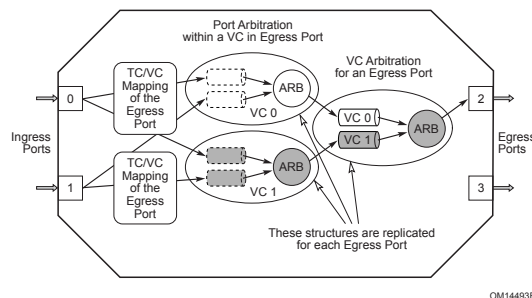 Port Arbitration
within a VC in Egress Port
TC/VC
Mapping
of the
Egress
Port
ARB
VC 0
VC Arbitration
for an Egress Port
0
2
Ingress
Ports
VC 0
VC 1
ARB
Egress
Ports
1
TC/VC
Mapping
of the
Egress
Port
ARB
VC 1
3
These structures are replicated
for each Egress Port